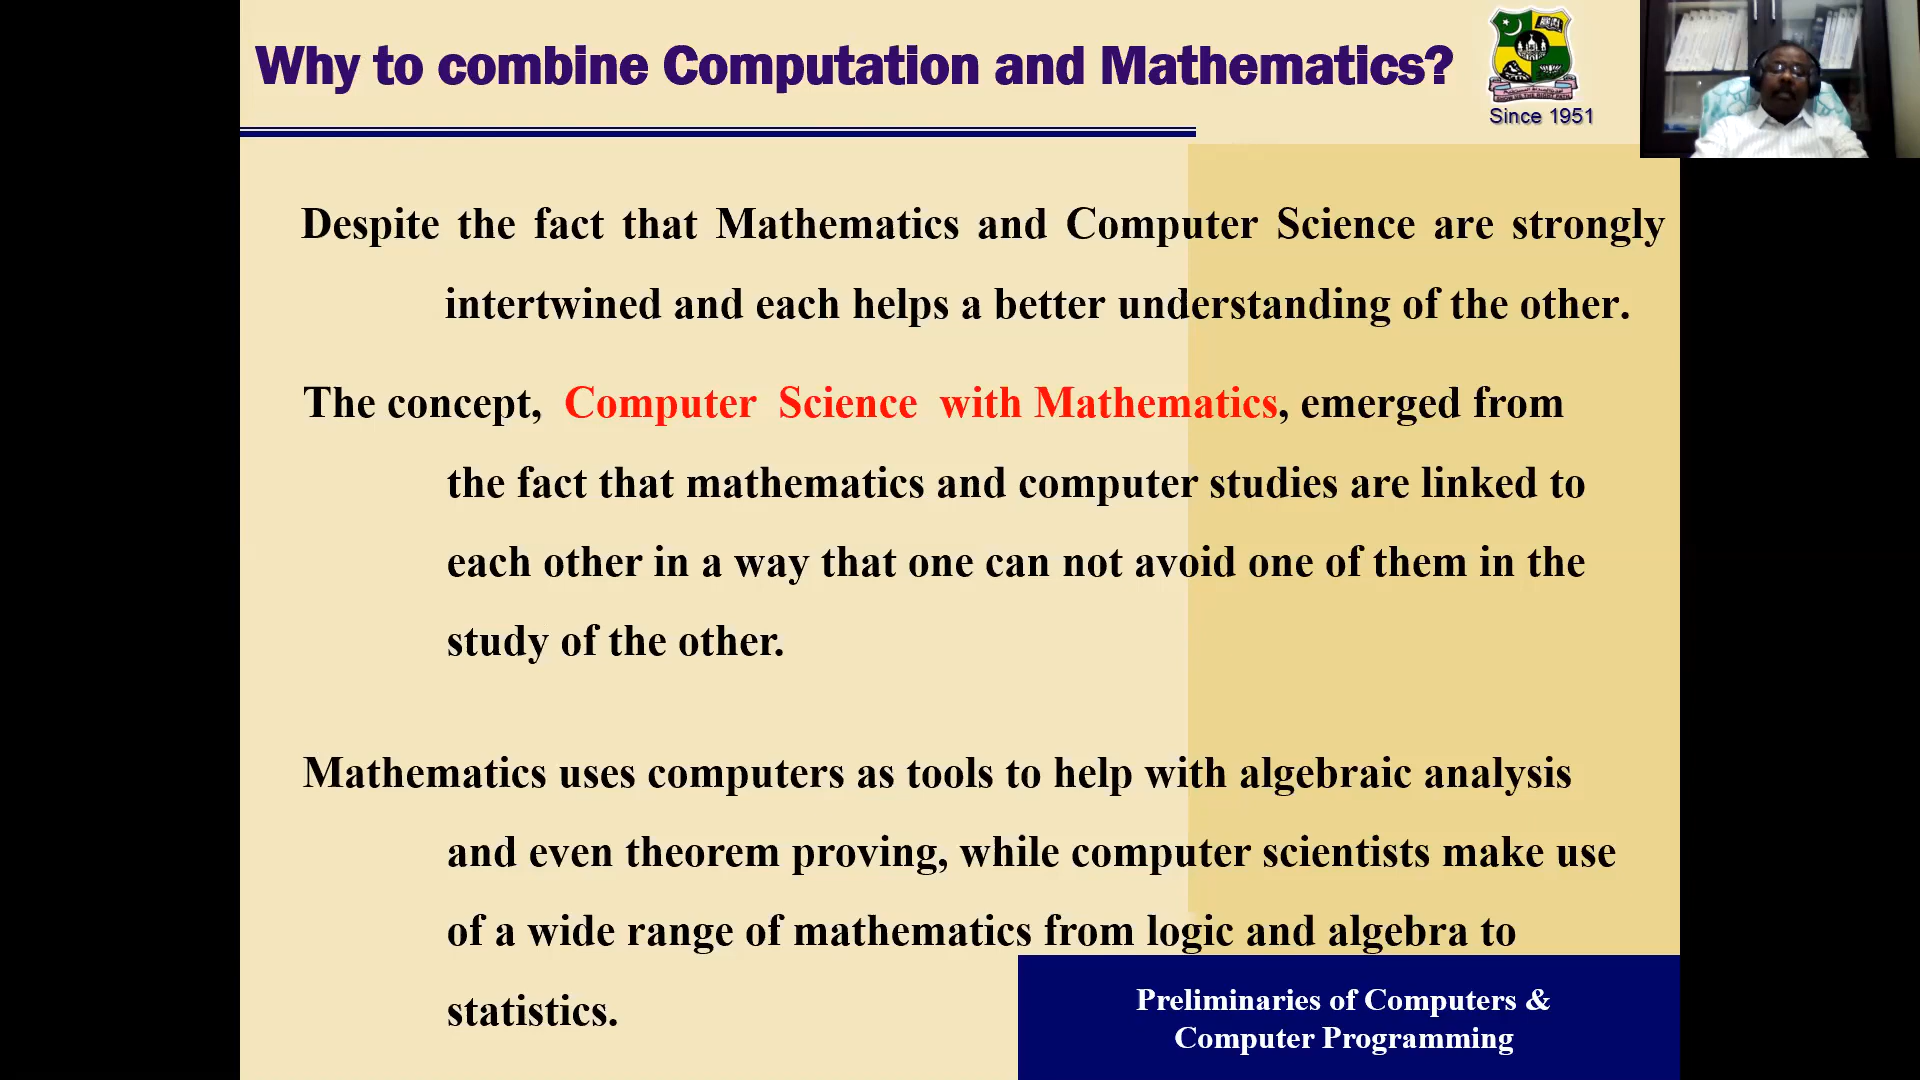 Why to combine Computation and Mathematics?
Since 1951
Despite the fact that Mathematics and Computer Science are strongly
intertwined and each helps a better understanding of the other.
The concept, Computer Science with Mathematics, emerged from
the fact that mathematics and computer studies are linked to
each other in a way that one can not avoid one of them in the
study of the other.
Mathematics uses computers as tools to help with algebraic analysis
and even theorem proving, while computer scientists make use
of a wide range of mathematics from logic and algebra to
statistics.
Preliminaries of Computers &
Computer Programming